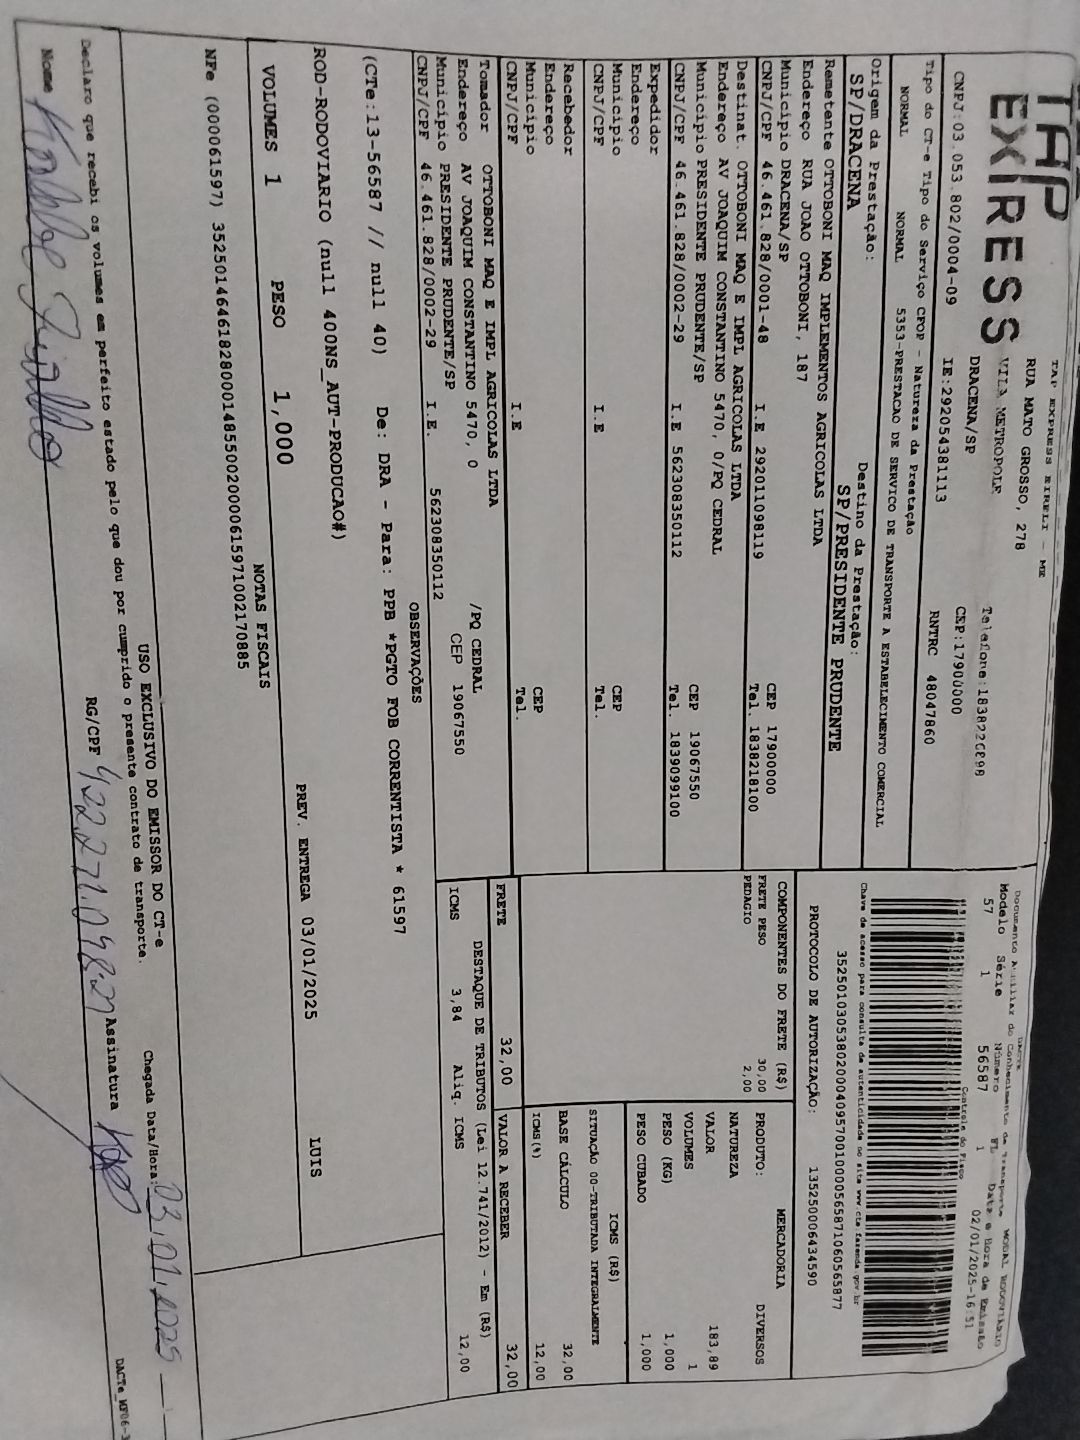 TAP
EXPRESS
TAP EXPRESS EIRELI - ME
RUA MATO GROSSO, 278
VILA METROPOLE
DRACENA/SP
CNPJ:03.053.802/0004-09 IE:292054381113
CEP:17900000
RNTRC 48047860
Tipo do CT-e Tipo do Serviço CFOP - Natureza da Prestação
NORMAL NORMAL 5353-PRESTACAO DE SERVICO DE TRANSPORTE A ESTABELECIMENTO COMERCIAL
Origem da Prestação: Destino da Prestação:
SP/DRACENA SP/PRESIDENTE PRUDENTE
Remetente OTTOBONI MAQ IMPLEMENTOS AGRICOLAS LTDA
Endereço RUA JOAO OTTOBONI, 187
Município DRACENA/SP CEP 17900000
CNPJ/CPF 46.461.828/0001-48 I.E 292011098119 Tel. 1838218100
Destinat. OTTOBONI MAQ E IMPL AGRICOLAS LTDA
Endereço AV JOAQUIM CONSTANTINO 5470, 0/PQ CEDRAL
Município PRESIDENTE PRUDENTE/SP CEP 19067550
CNPJ/CPF 46.461.828/0002-29 I.E 562308350112 Tel. 1839099100
Expedidor
Endereço
Município CEP
CNPJ/CPF I.E Tel.
Recebedor
Endereço
Município CEP
CNPJ/CPF I.E Tel.
Tomador OTTOBONI MAQ E IMPL AGRICOLAS LTDA
Endereço AV JOAQUIM CONSTANTINO 5470, 0 /PQ CEDRAL
Município PRESIDENTE PRUDENTE/SP CEP 19067550
CNPJ/CPF 46.461.828/0002-29 I.E. 562308350112
DACTE
Documento Auxiliar do Conhecimento de Transporte MODAL RODOVIÁRIO
Modelo Série Número FL Data e Hora de Emissão
57 1 56587 1 02/01/2025-16:51
Controle do Fisco
Chave de acesso para consulta de autenticidade no site www.cte.fazenda.gov.br
35250103053802000409570010000565871060565877
PROTOCOLO DE AUTORIZAÇÃO: 135250006434590
COMPONENTES DO FRETE (R$)
FRETE PESO 30,00
PEDAGIO 2,00
PRODUTO: MERCADORIA
NATUREZA DIVERSOS
VALOR 183,89
VOLUMES 1
PESO (KG) 1,000
PESO CUBADO 1,000
ICMS (R$)
SITUAÇÃO 00-TRIBUTADA INTEGRALMENTE
BASE CÁLCULO 32,00
ICMS(%) 12,00
FRETE 32,00 VALOR A RECEBER 32,00
DESTAQUE DE TRIBUTOS (Lei 12.741/2012) - Em (R$)
ICMS 3,84 Aliq. ICMS 12,00
OBSERVAÇÕES
(CTe:13-56587 // null 40) De: DRA - Para: PPB *PGTO FOB CORRENTISTA * 61597
ROD-RODOVIARIO (null 400NS_AUT-PRODUCAO#)
VOLUMES 1 PESO 1,000 PREV. ENTREGA 03/01/2025 LUIS
NOTAS FISCAIS
NFe (000061597) 35250146461828000148550020000615971002170885
USO EXCLUSIVO DO EMISSOR DO CT-e
Declaro que recebi os volumes em perfeito estado pelo que dou por cumprido o presente contrato de transporte.
Chegada Data/Hora: 03.01.2025
Nome RG/CPF 422.271.098.27 Assinatura